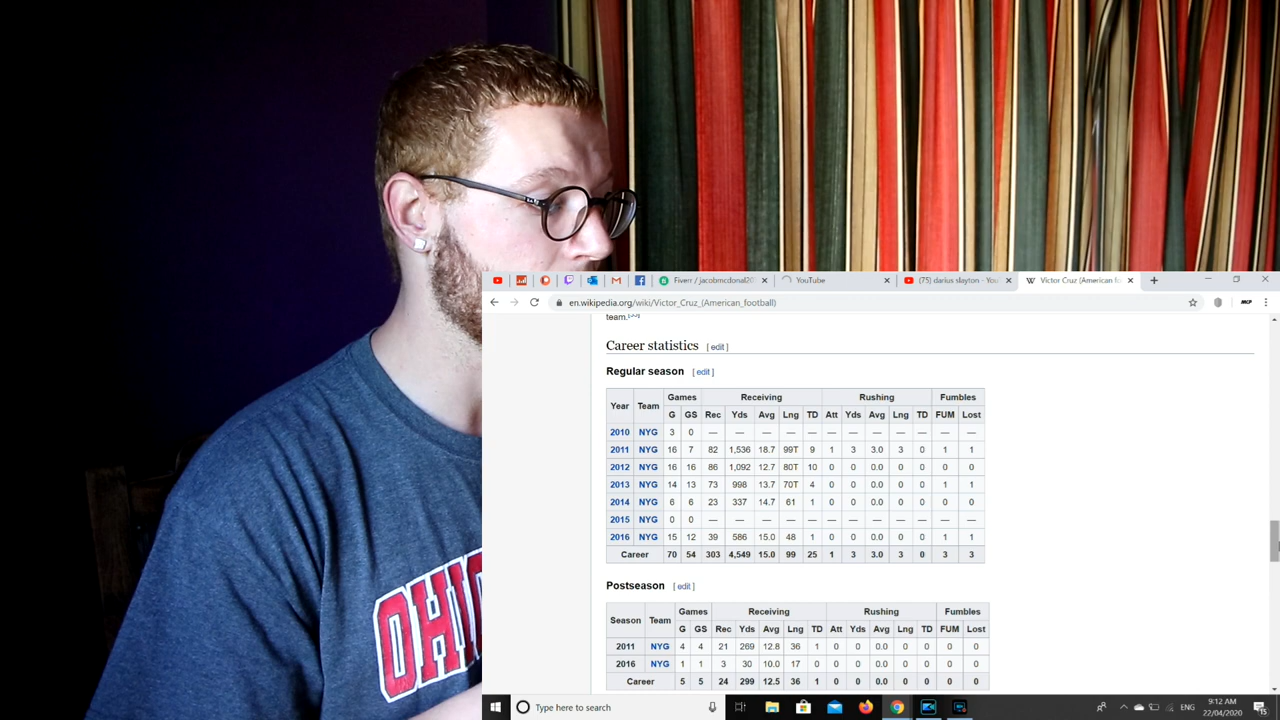 Fiverr / jacobmcdonal20
YouTube
(75) darius slayton - You
Victor Cruz (American fo
en.wikipedia.org/wiki/Victor_Cruz_(American_football)
team.
Career statistics [ edit ]
Regular season [ edit ]
Year Team Games Receiving Rushing Fumbles
G GS Rec Yds Avg Lng TD Att Yds Avg Lng TD FUM Lost
2010 NYG 3 0 — — — — — — — — — — — —
2011 NYG 16 7 82 1,536 18.7 99T 9 1 3 3.0 3 0 1 1
2012 NYG 16 16 86 1,092 12.7 80T 10 0 0 0.0 0 0 0 0
2013 NYG 14 13 73 998 13.7 70T 4 0 0 0.0 0 0 1 1
2014 NYG 6 6 23 337 14.7 61 1 0 0 0.0 0 0 0 0
2015 NYG 0 0 — — — — — — — — — — — —
2016 NYG 15 12 39 586 15.0 48 1 0 0 0.0 0 0 1 1
Career 70 54 303 4,549 15.0 99 25 1 3 3.0 3 0 3 3
Postseason [ edit ]
Season Team Games Receiving Rushing Fumbles
G GS Rec Yds Avg Lng TD Att Yds Avg Lng TD FUM Lost
2011 NYG 4 4 21 269 12.8 36 1 0 0 0.0 0 0 0 0
2016 NYG 1 1 3 30 10.0 17 0 0 0 0.0 0 0 0 0
Career 5 5 24 299 12.5 36 1 0 0 0.0 0 0 0 0
OHI
Type here to search
ENG
9:12 AM
22/04/2020
15